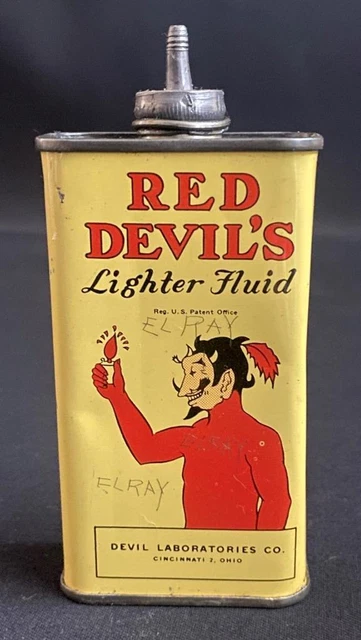 RED
DEVIL'S
Lighter Fluid
Reg. U.S. Patent Office
EL RAY
ELRAY
DEVIL LABORATORIES CO.
CINCINNATI 2, OHIO